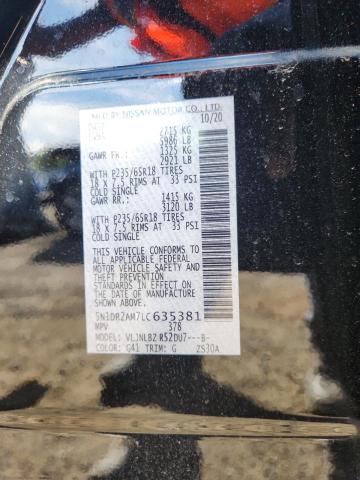 MFD BY NISSAN MOTOR CO., LTD.
DATE 10/20
GVWR 2715 KG
5986 LB
GAWR FR. 1325 KG
2921 LB
WITH P235/65R18 TIRES
18 X 7.5 RIMS AT 33 PSI
COLD SINGLE
GAWR RR. 1415 KG
3120 LB
WITH P235/65R18 TIRES
18 X 7.5 RIMS AT 33 PSI
COLD SINGLE
THIS VEHICLE CONFORMS TO
ALL APPLICABLE FEDERAL
MOTOR VEHICLE SAFETY
AND THEFT PREVENTION
STANDARDS IN EFFECT ON THE
DATE OF MANUFACTURE
SHOWN ABOVE.
5N1DR2AM7LC635381
MPV 378
VLJNLBZ R52DU7---B-
COLOR: G41 TRIM: G ZS30A